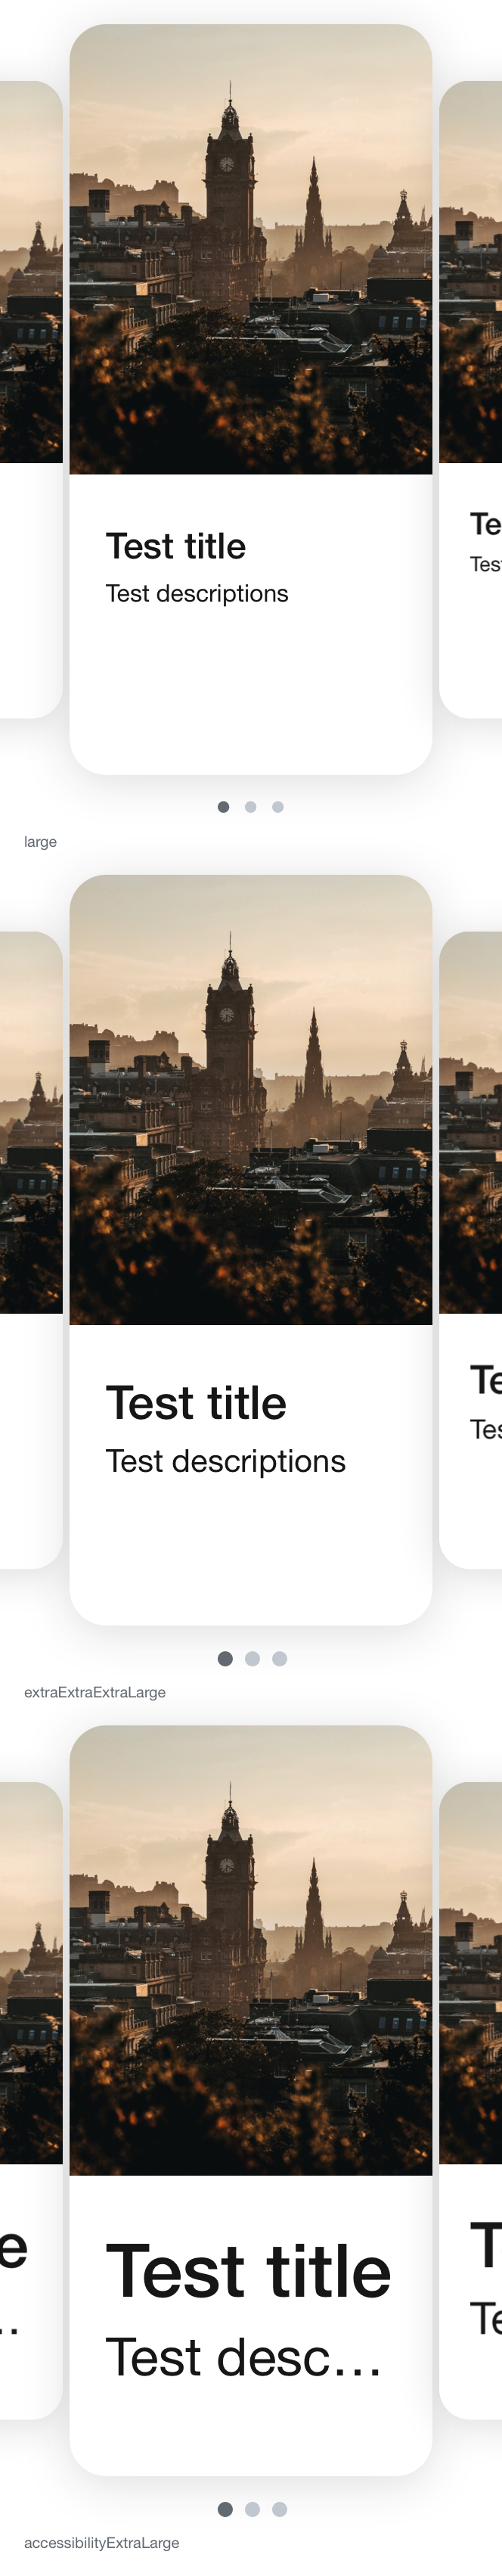 Test title
Te
Test descriptions
Test
large
Test title
Te
Test descriptions
Tes
extraExtraExtraLarge
e
Test title
T
...
Test desc...
Te
accessibilityExtraLarge